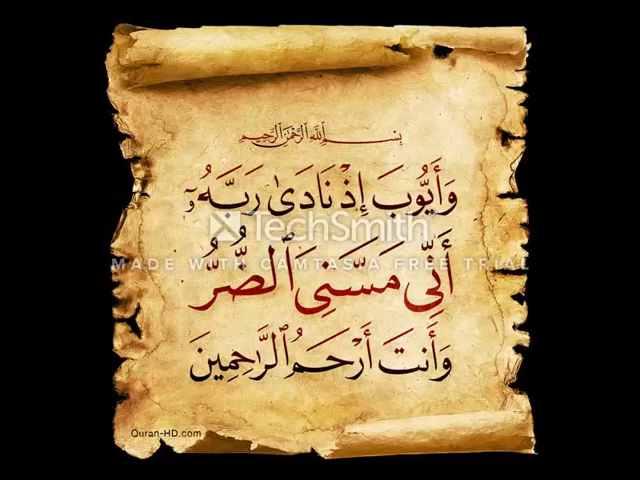 بِسْمِ ٱللَّهِ ٱلرَّحْمَٰنِ ٱلرَّحِيمِ
وَأَيُّوبَ إِذْ نَادَىٰ رَبَّهُۥٓ
TechSmith
أَنِّى مَسَّنِىَ ٱلضُّرُّ
MADE WITH CAMTASIA FREE TRIAL
وَأَنتَ أَرْحَمُ ٱلرَّٰحِمِينَ
Quran-HD.com